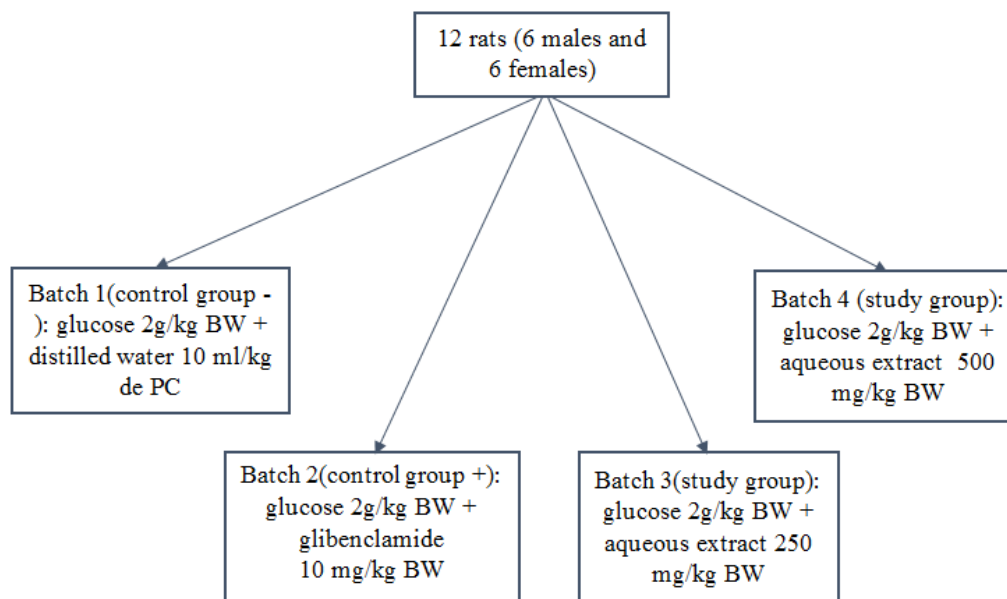 12 rats (6 males and
6 females)
Batch 1(control group -
): glucose 2g/kg BW +
distilled water 10 ml/kg
de PC
Batch 2(control group +):
glucose 2g/kg BW +
glibenclamide
10 mg/kg BW
Batch 3(study group):
glucose 2g/kg BW +
aqueous extract 250
mg/kg BW
Batch 4 (study group):
glucose 2g/kg BW +
aqueous extract  500
mg/kg BW